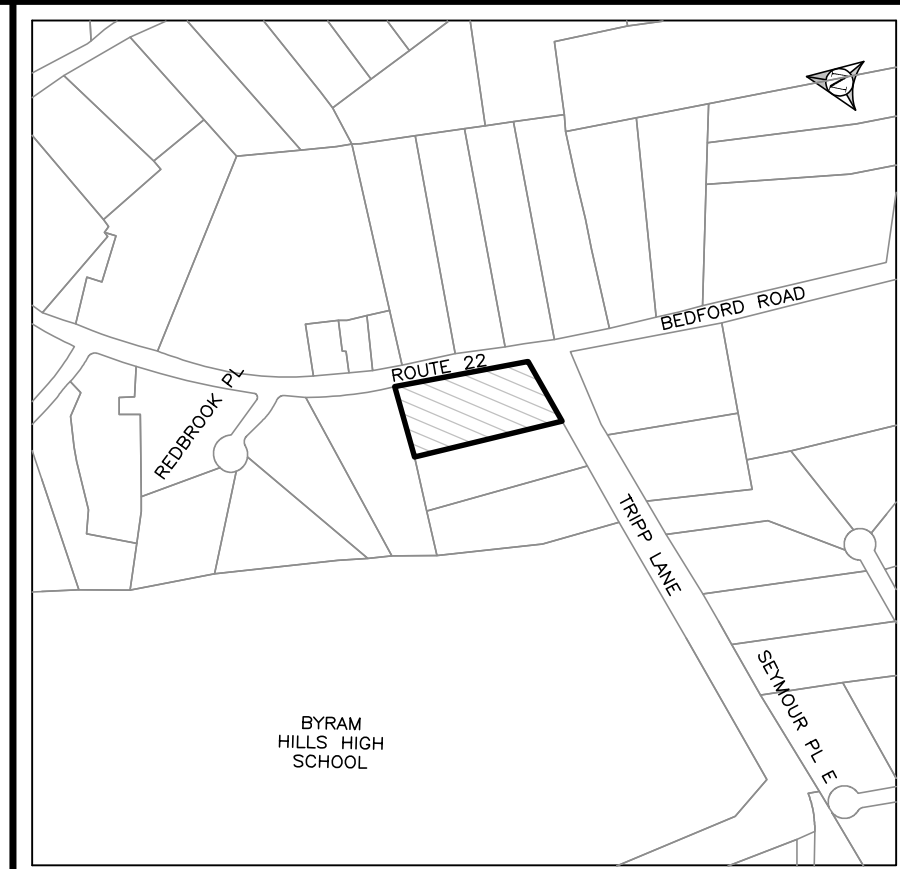 N
BEDFORD ROAD
ROUTE 22
REDBROOK PL
TRIPP LANE
SEYMOUR PL E
BYRAM
HILLS HIGH
SCHOOL